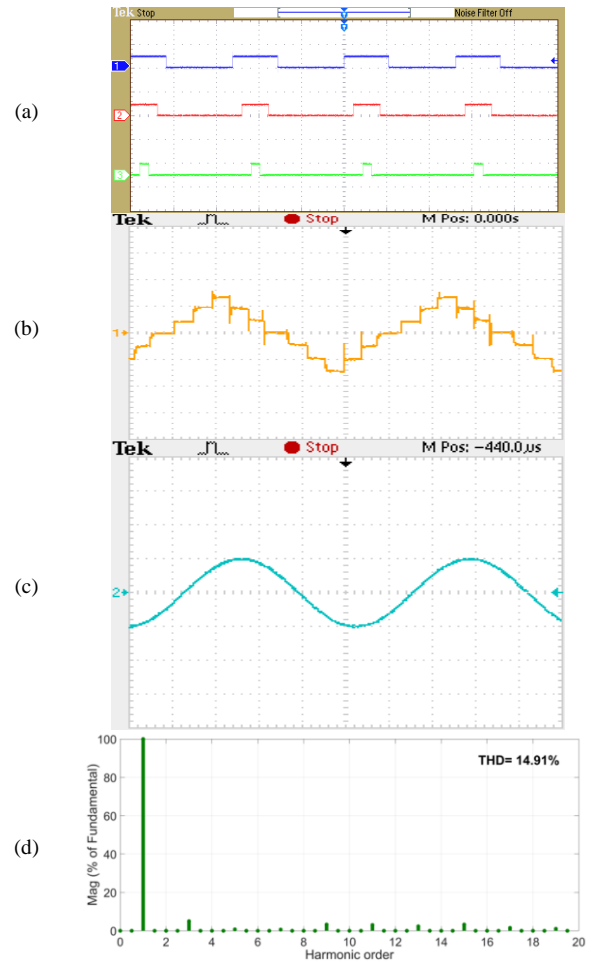 Tek Stop Noise Filter Off
(a)
1
2
3
Tek Stop M Pos: 0.000s
(b)
1
Tek Stop M Pos: -440.0us
(c)
2
(d)
Mag (% of Fundamental)
100
80
60
40
20
0
THD= 14.91%
0 2 4 6 8 10 12 14 16 18 20
Harmonic order